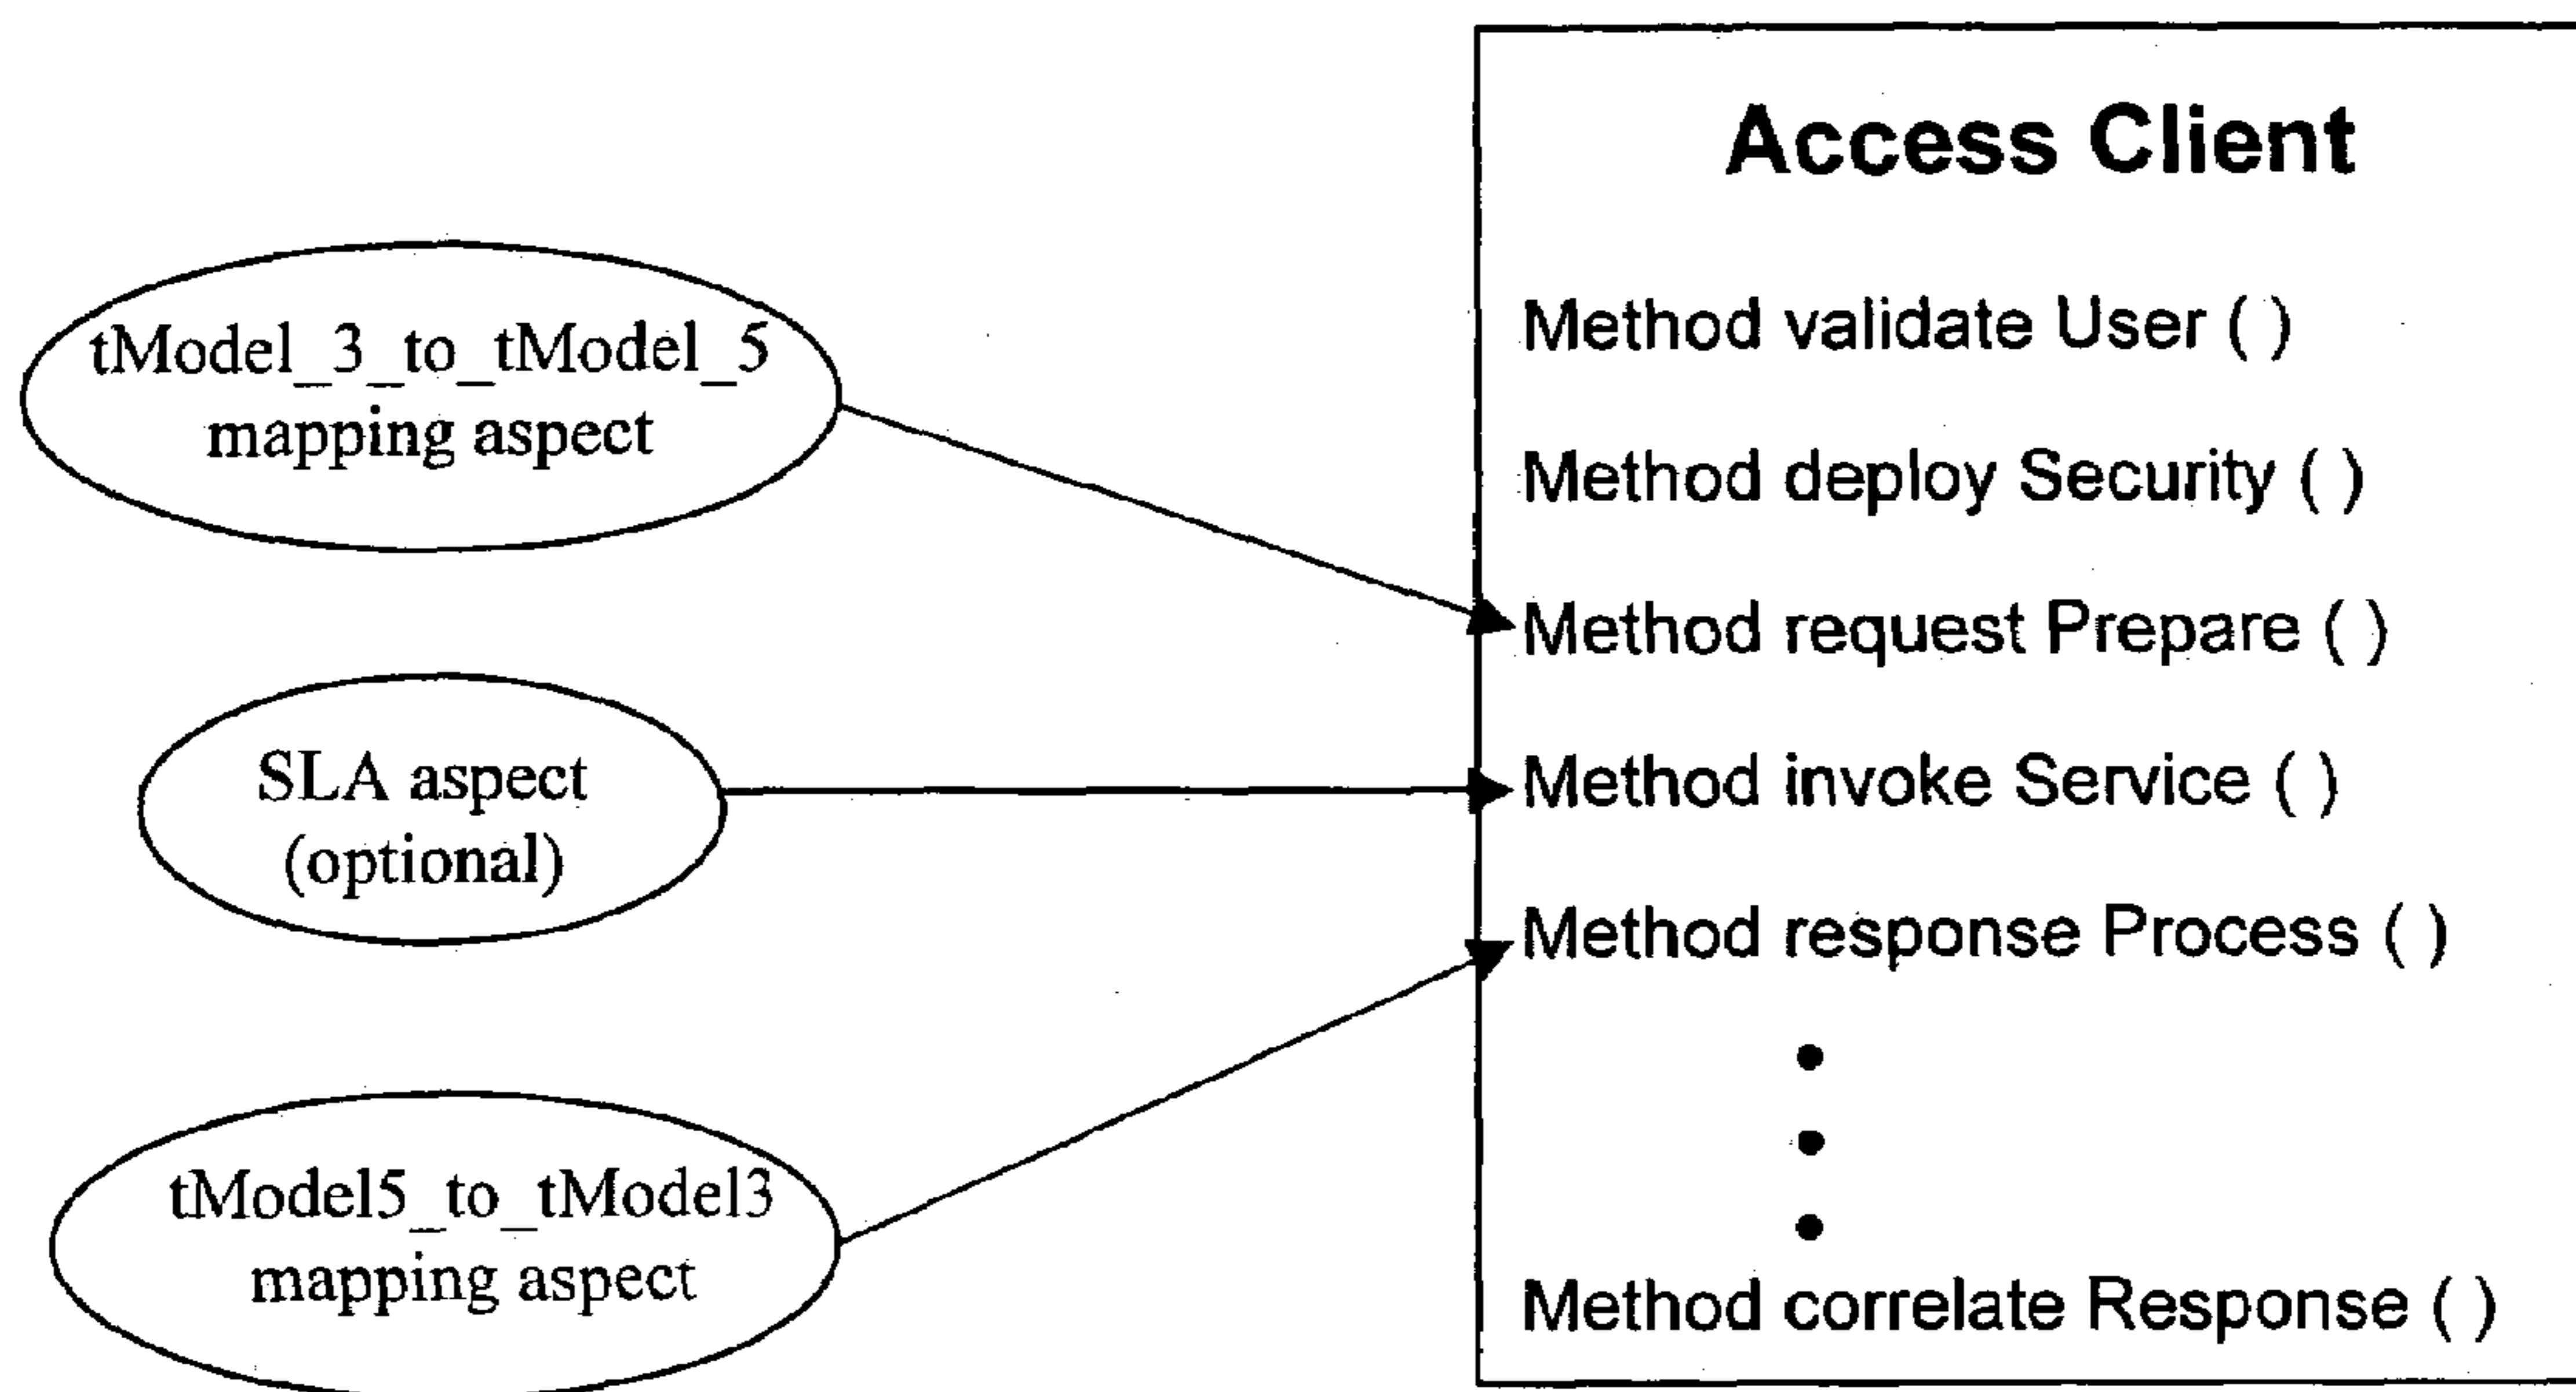 Access Client
tModel_3_to_tModel_5
mapping aspect
SLA aspect
(optional)
tModel5_to_tModel3
mapping aspect
Method validate User ( )
Method deploy Security ( )
Method request Prepare ( )
Method invoke Service ( )
Method response Process ( )
Method correlate Response ( )